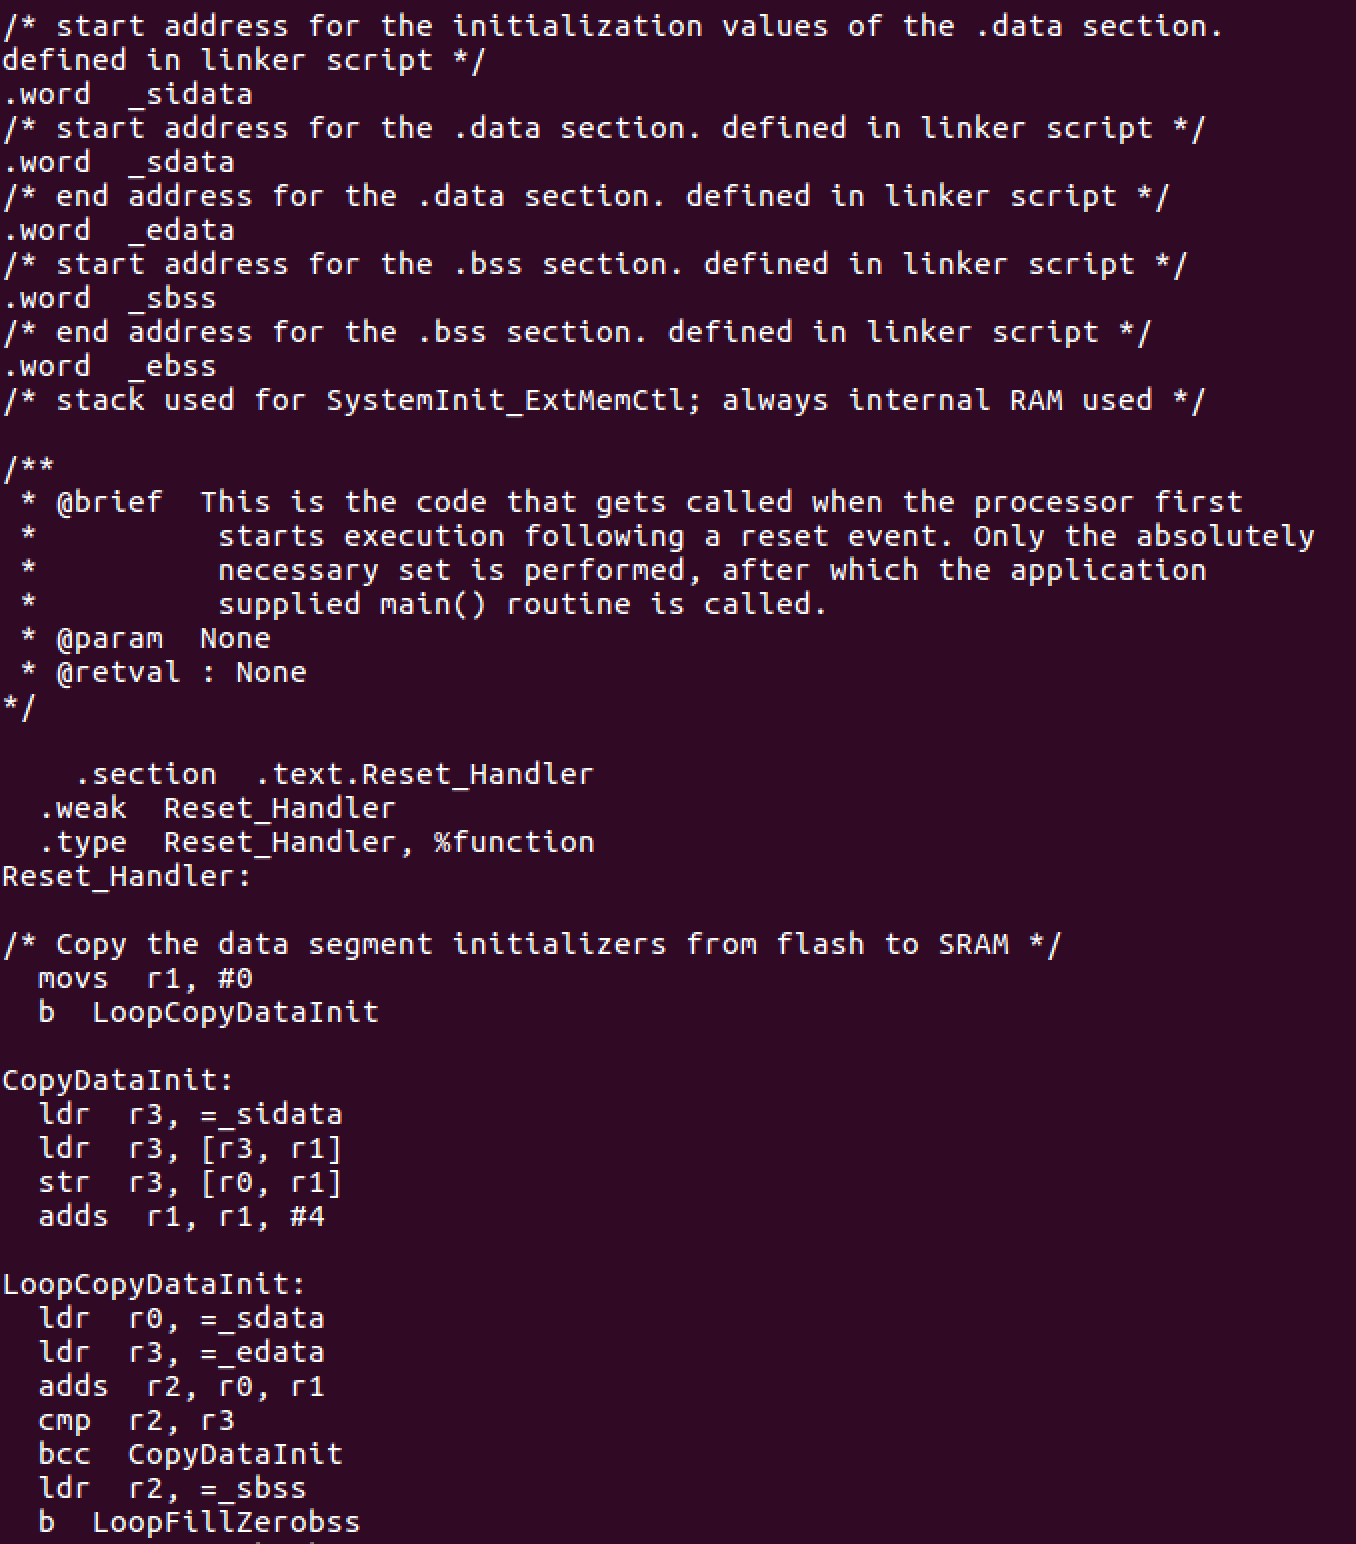 /* start address for the initialization values of the .data section.
defined in linker script */
.word  _sidata
/* start address for the .data section. defined in linker script */
.word  _sdata
/* end address for the .data section. defined in linker script */
.word  _edata
/* start address for the .bss section. defined in linker script */
.word  _sbss
/* end address for the .bss section. defined in linker script */
.word  _ebss
/* stack used for SystemInit_ExtMemCtl; always internal RAM used */
/**
 * @brief  This is the code that gets called when the processor first
 *          starts execution following a reset event. Only the absolutely
 *          necessary set is performed, after which the application
 *          supplied main() routine is called.
 * @param  None
 * @retval : None
*/
    .section  .text.Reset_Handler
  .weak  Reset_Handler
  .type  Reset_Handler, %function
Reset_Handler:
/* Copy the data segment initializers from flash to SRAM */
  movs  r1, #0
  b  LoopCopyDataInit
CopyDataInit:
  ldr  r3, =_sidata
  ldr  r3, [r3, r1]
  str  r3, [r0, r1]
  adds  r1, r1, #4
LoopCopyDataInit:
  ldr  r0, =_sdata
  ldr  r3, =_edata
  adds  r2, r0, r1
  cmp  r2, r3
  bcc  CopyDataInit
  ldr  r2, =_sbss
  b  LoopFillZerobss